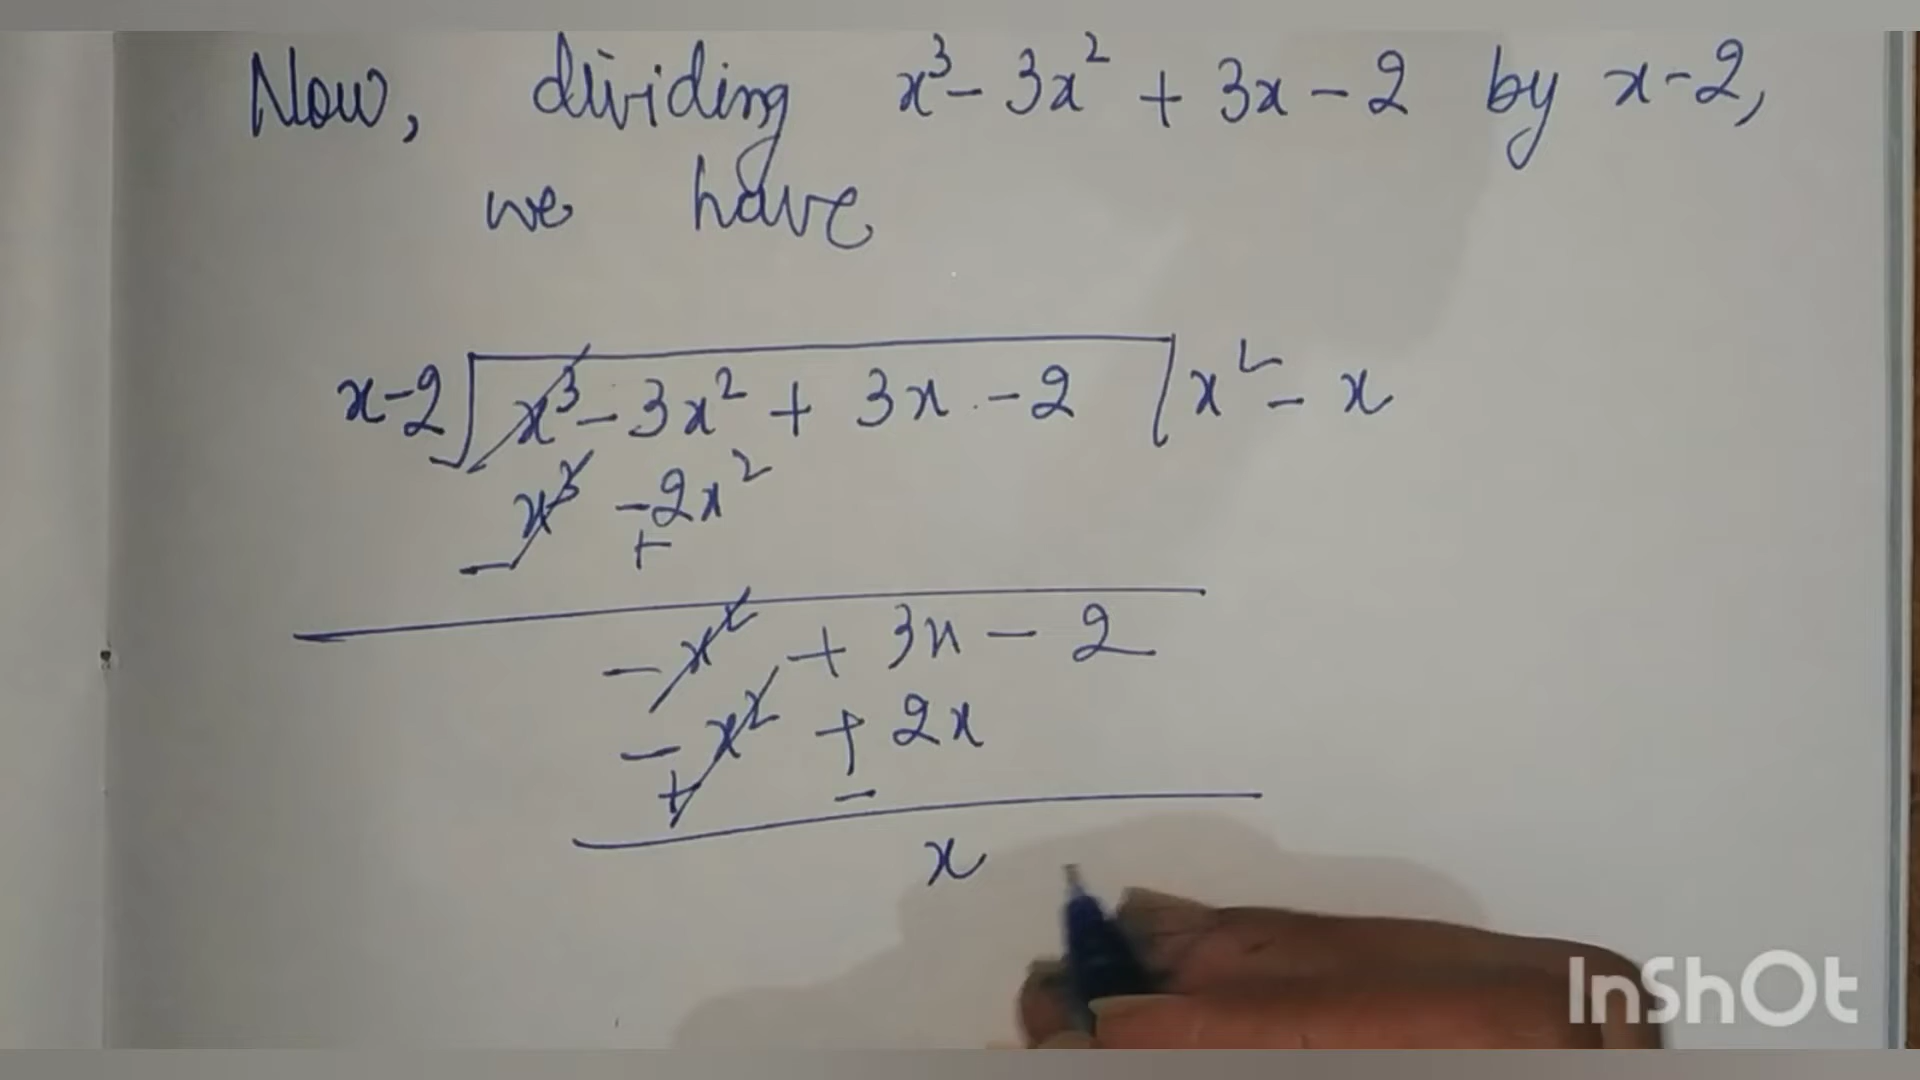 Now, dividing x³ - 3x² + 3x - 2 by x-2,
we have
x-2 x³ - 3x² + 3x - 2 x² - x
x³ - 2x²
- +
- x² + 3x - 2
- x² + 2x
+ -
x
InShOt